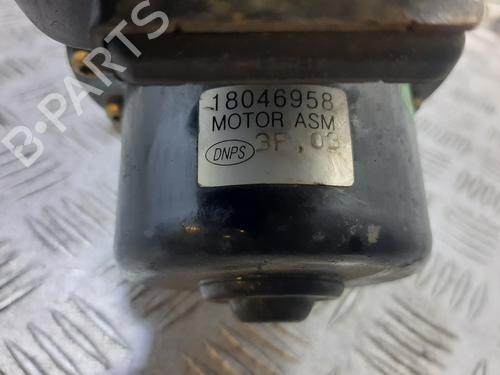 18046958
MOTOR ASM
DNPS 3F,03
B-PARTS